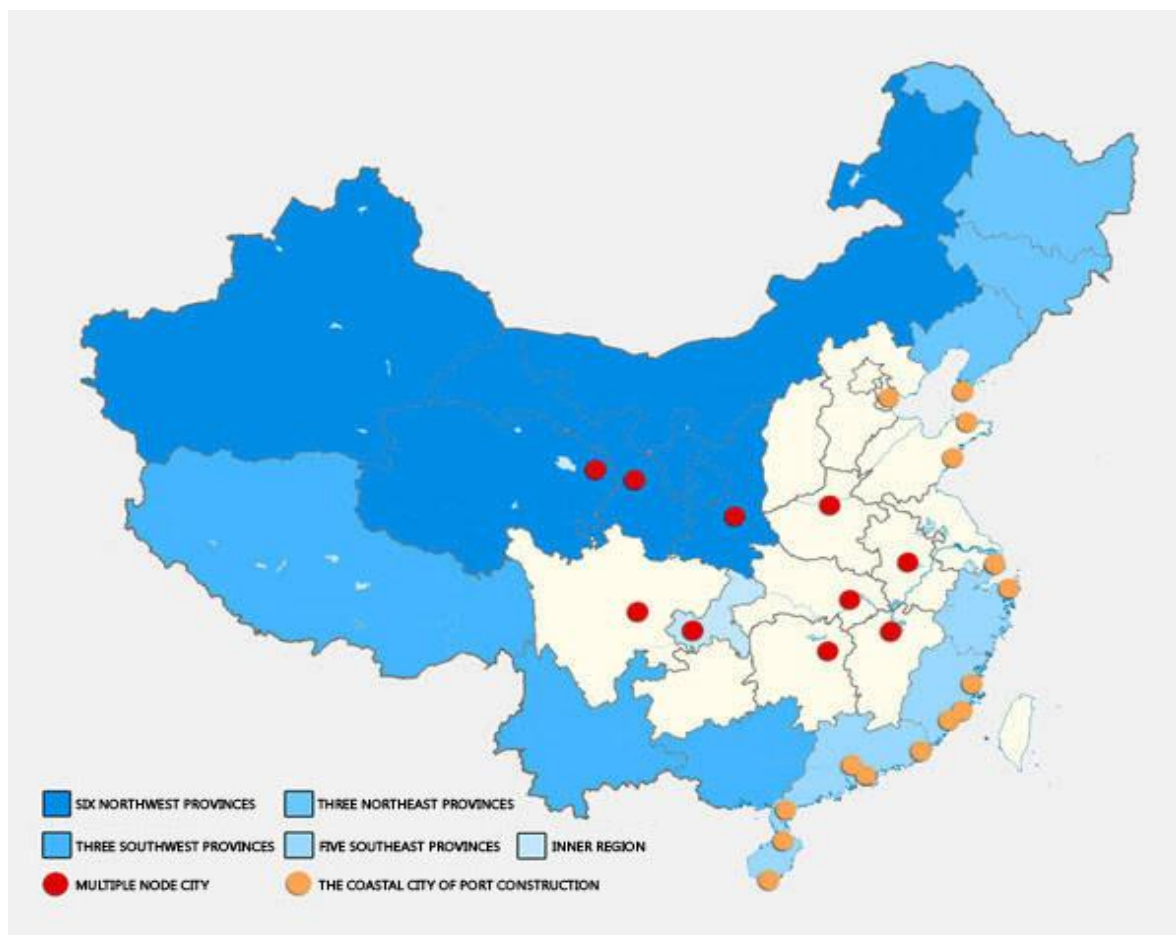 SIX NORTHWEST PROVINCES
THREE NORTHEAST PROVINCES
THREE SOUTHWEST PROVINCES
FIVE SOUTHEAST PROVINCES
INNER REGION
MULTIPLE NODE CITY
THE COASTAL CITY OF PORT CONSTRUCTION